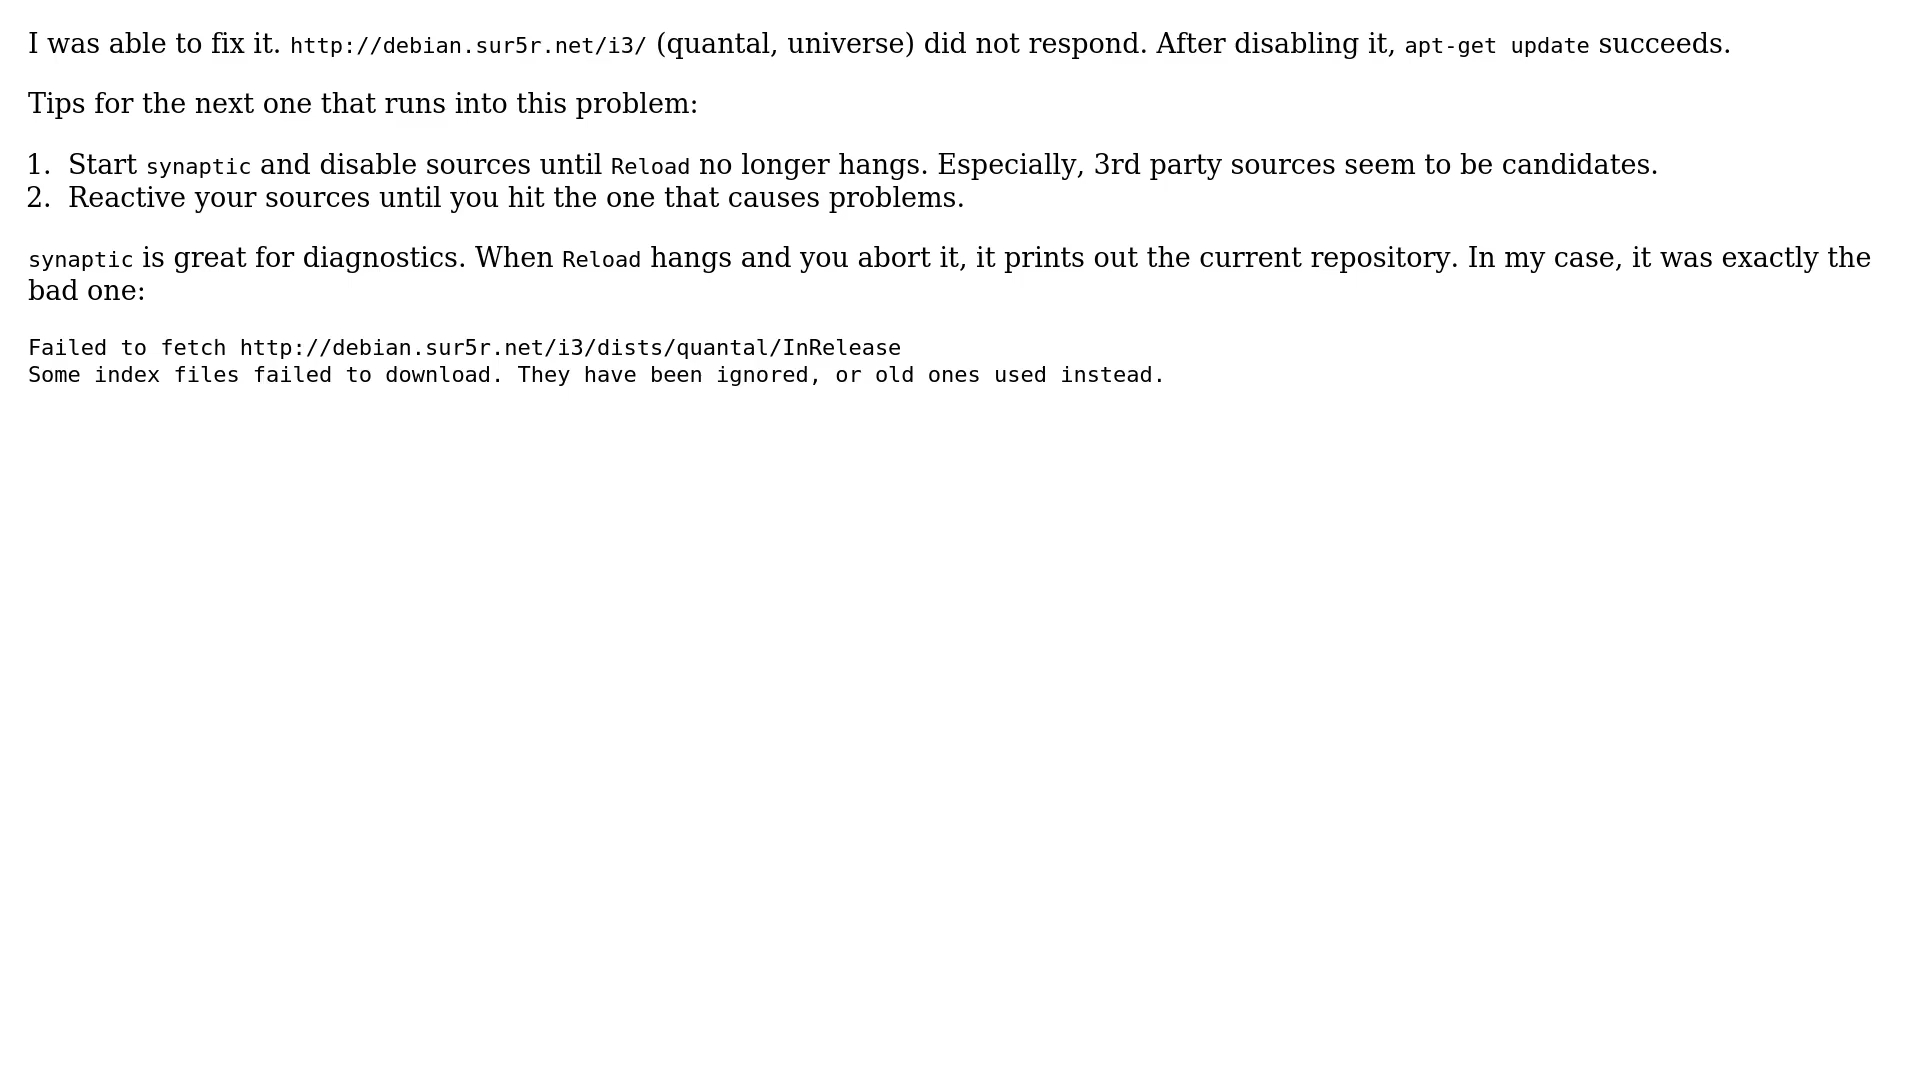 I was able to fix it. http://debian.sur5r.net/i3/ (quantal, universe) did not respond. After disabling it, apt-get update succeeds.
Tips for the next one that runs into this problem:
1. Start synaptic and disable sources until Reload no longer hangs. Especially, 3rd party sources seem to be candidates.
2. Reactive your sources until you hit the one that causes problems.
synaptic is great for diagnostics. When Reload hangs and you abort it, it prints out the current repository. In my case, it was exactly the
bad one:
Failed to fetch http://debian.sur5r.net/i3/dists/quantal/InRelease
Some index files failed to download. They have been ignored, or old ones used instead.